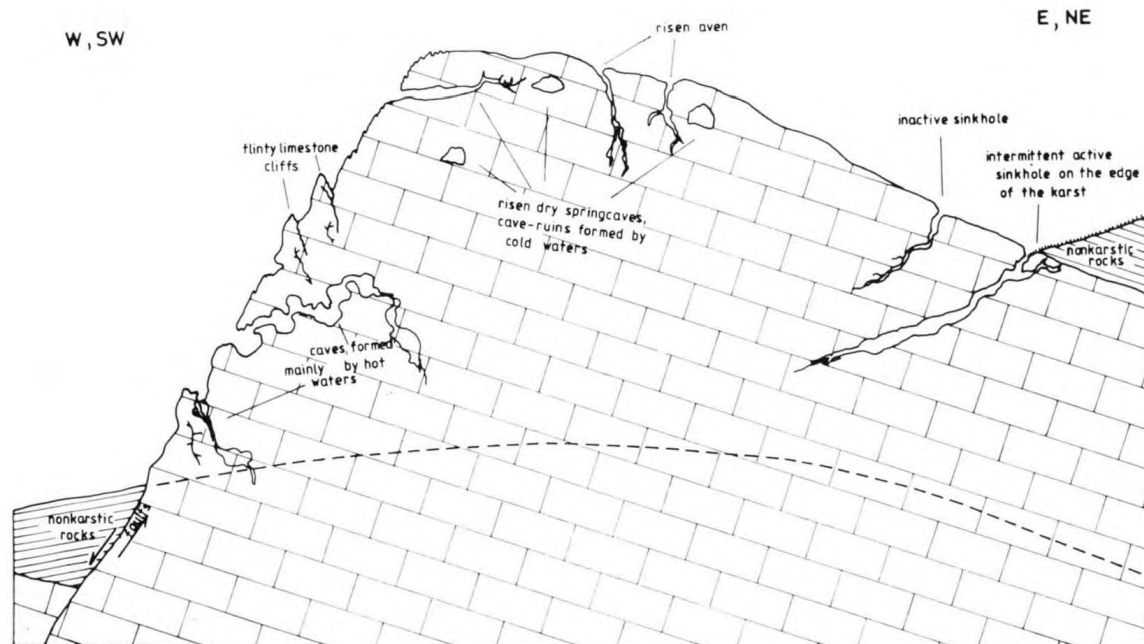 W, SW
E, NE
risen aven
inactive sinkhole
intermittent active
sinkhole on the edge
of the karst
nonkarstic
rocks
flinty limestone
cliffs
risen dry springcaves,
cave-ruins formed by
cold waters
caves, formed
mainly by hot
waters
nonkarstic
rocks
faults